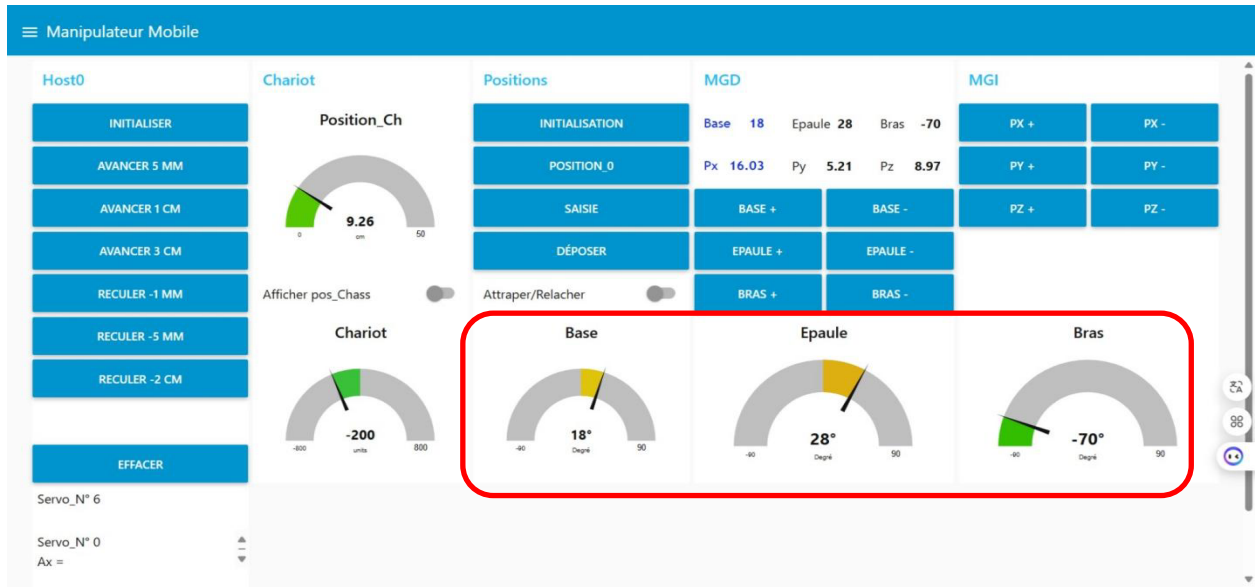 Manipulateur Mobile
Host0
INITIALISER
AVANCER 5 MM
AVANCER 1 CM
AVANCER 3 CM
RECULER -1 MM
RECULER -5 MM
RECULER -2 CM
EFFACER
Servo_N° 6
Servo_N° 0
Ax =
Chariot
Position_Ch
9.26
0 cm 50
Afficher pos_Chass
Chariot
-200
-800 units 800
Positions
INITIALISATION
POSITION_0
SAISIE
DÉPOSER
Attraper/Relacher
Base
18°
-90 Degré 90
MGD
Base 18 Epaule 28 Bras -70
Px 16.03 Py 5.21 Pz 8.97
BASE + BASE -
EPAULE + EPAULE -
BRAS + BRAS -
Epaule
28°
-90 Degré 90
MGI
PX + PX -
PY + PY -
PZ + PZ -
Bras
-70°
-90 Degré 90